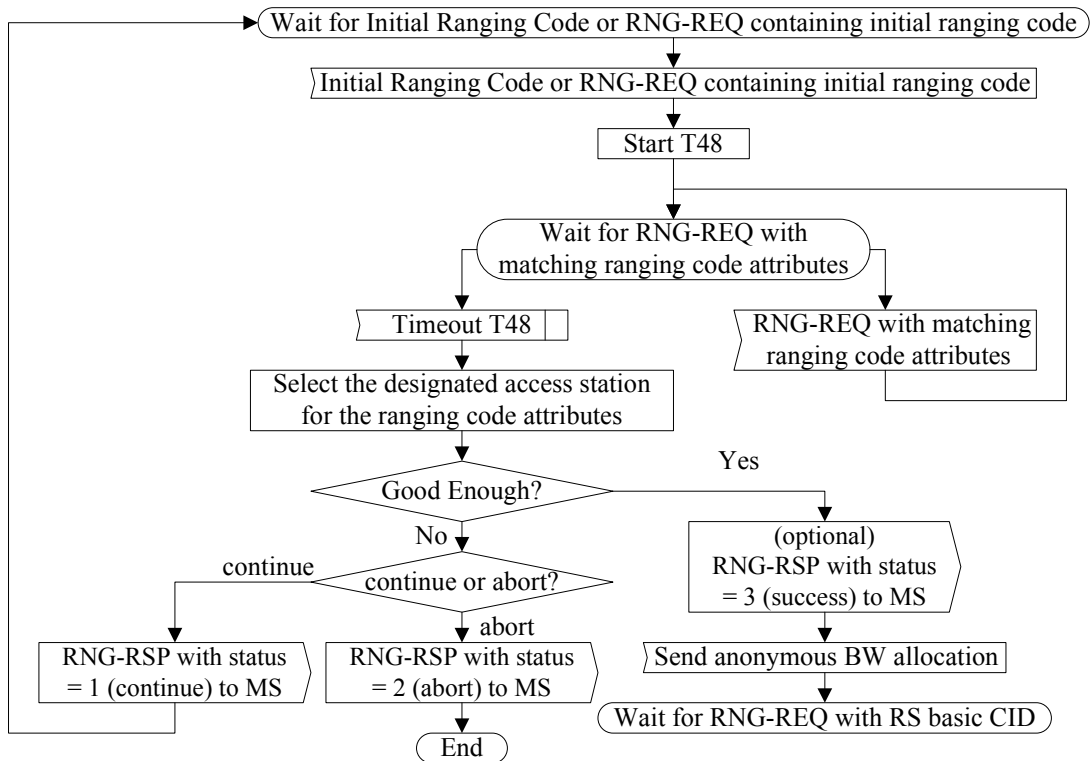 Wait for Initial Ranging Code or RNG-REQ containing initial ranging code
Initial Ranging Code or RNG-REQ containing initial ranging code
Start T48
Wait for RNG-REQ with
matching ranging code attributes
Timeout T48
RNG-REQ with matching
ranging code attributes
Select the designated access station
for the ranging code attributes
Good Enough?
Yes
No
(optional)
RNG-RSP with status
= 3 (success) to MS
continue or abort?
continue
abort
RNG-RSP with status
= 1 (continue) to MS
RNG-RSP with status
= 2 (abort) to MS
Send anonymous BW allocation
Wait for RNG-REQ with RS basic CID
End